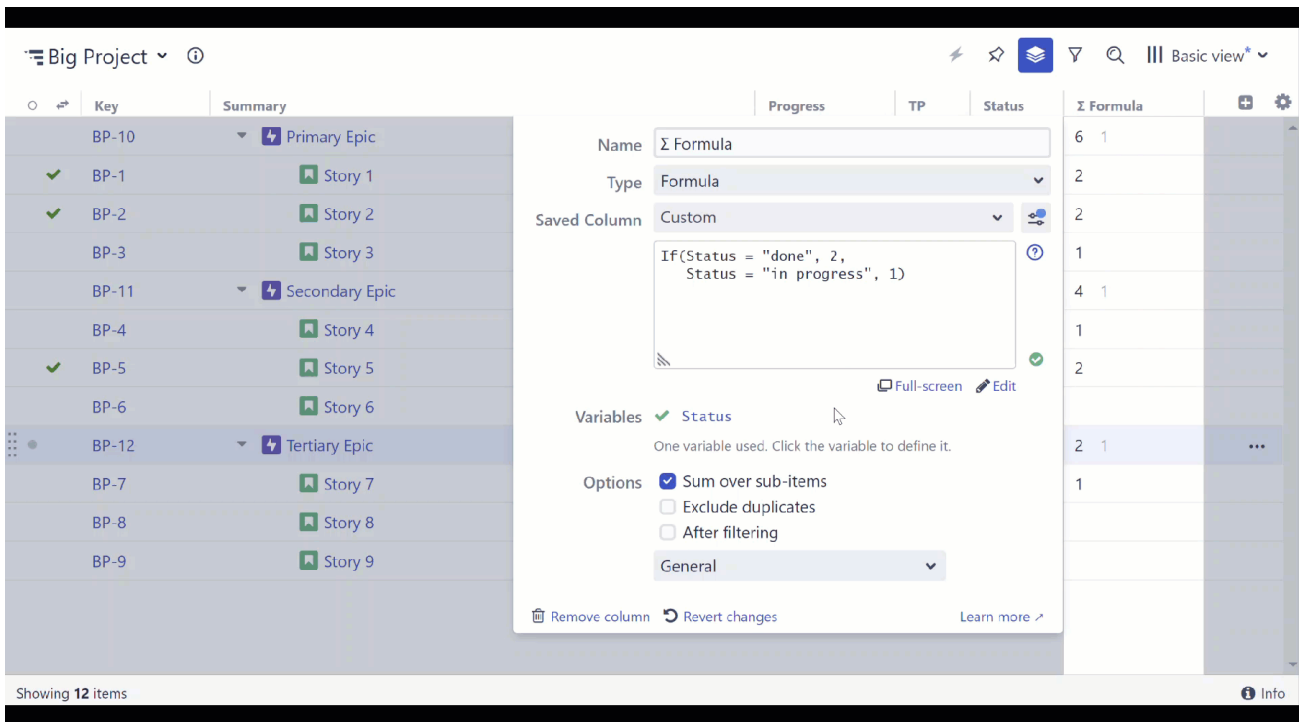 Big Project
Basic view*
Key Summary Progress TP Status Σ Formula
BP-10 Primary Epic 6 1
BP-1 Story 1 2
BP-2 Story 2 2
BP-3 Story 3 1
BP-11 Secondary Epic 4 1
BP-4 Story 4 1
BP-5 Story 5 2
BP-6 Story 6
BP-12 Tertiary Epic 2 1
BP-7 Story 7 1
BP-8 Story 8
BP-9 Story 9
Name Σ Formula
Type Formula
Saved Column Custom
If(Status = "done", 2,
Status = "in progress", 1)
Full-screen Edit
Variables Status
One variable used. Click the variable to define it.
Options Sum over sub-items
Exclude duplicates
After filtering
General
Remove column Revert changes Learn more
Showing 12 items Info